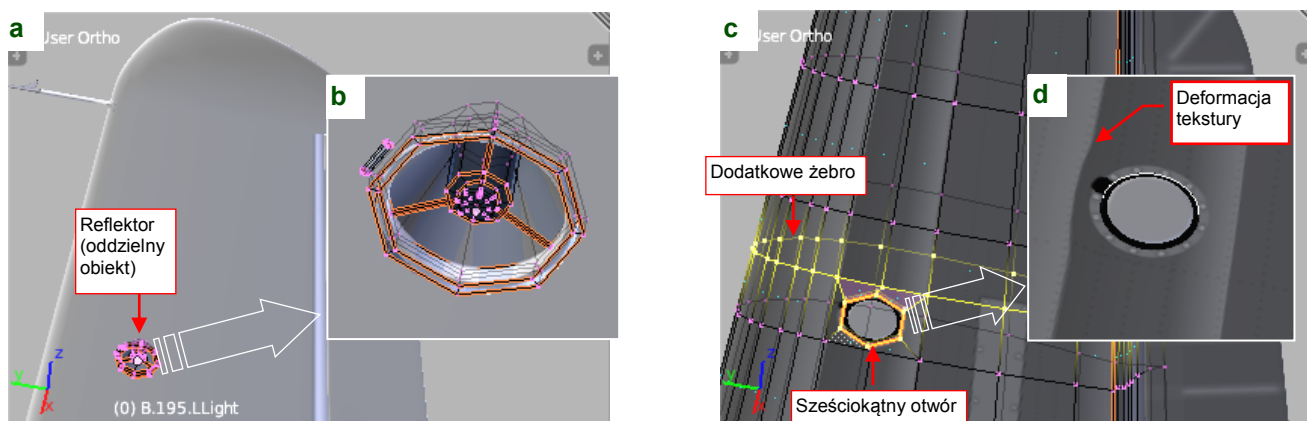 a
User Ortho
Reflektor
(oddzielny
obiekt)
b
y
z
x
(0) B.195.LLight
c
User Ortho
Dodatkowe żebro
d
Deformacja
tekstury
y
z
x
Sześciokątny otwór